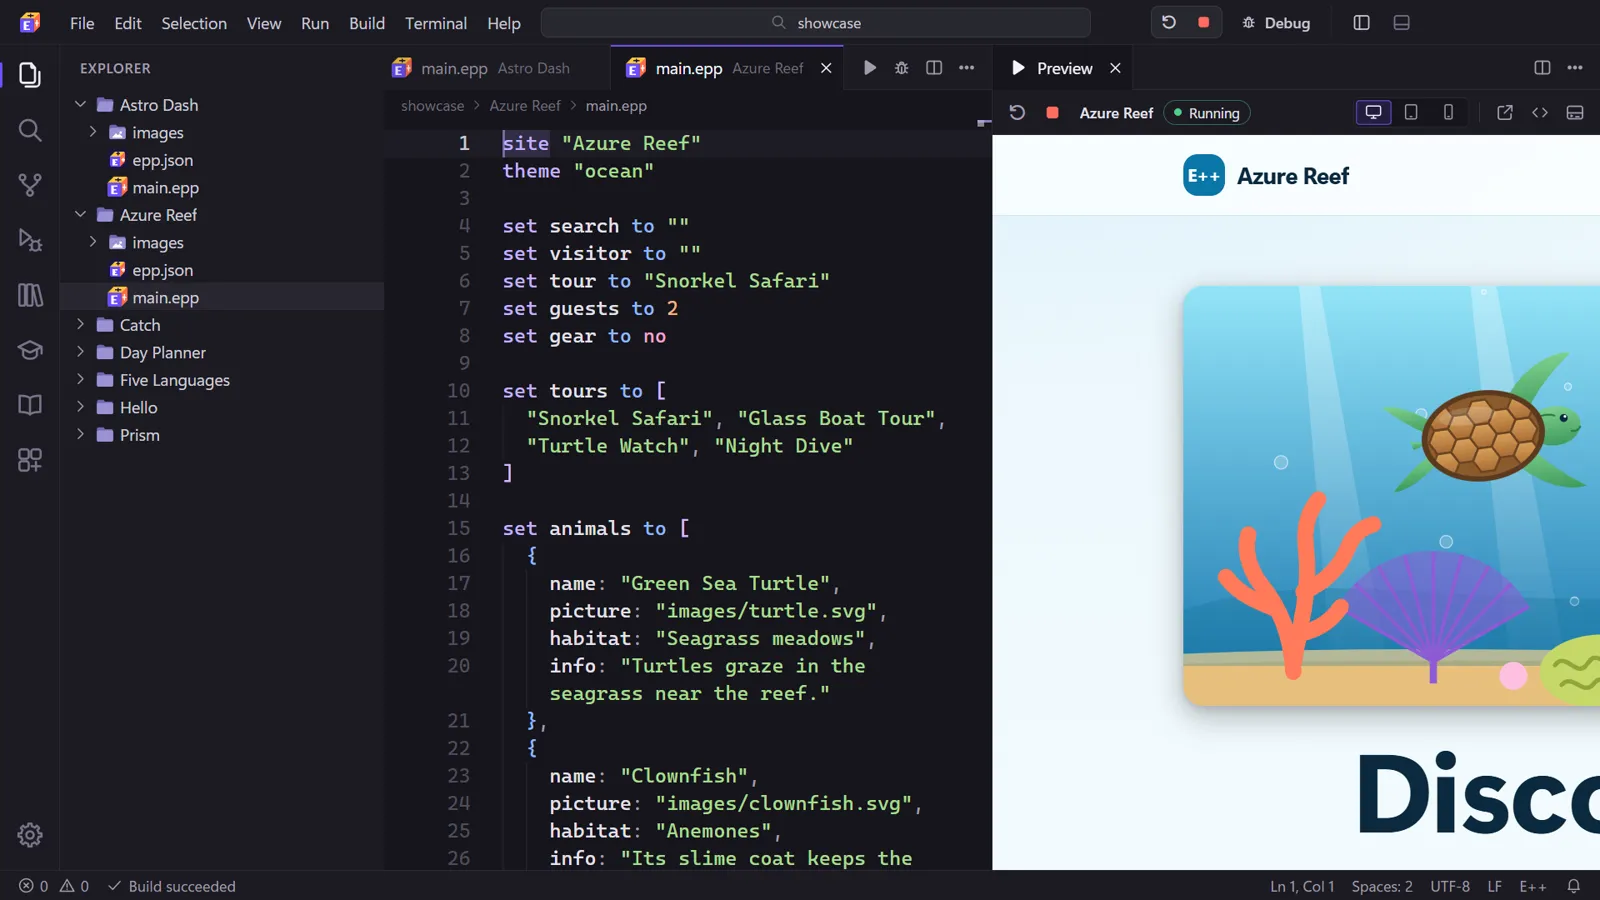 File Edit Selection View Run Build Terminal Help
showcase
Debug
EXPLORER
Astro Dash
images
epp.json
main.epp
Azure Reef
images
epp.json
main.epp
Catch
Day Planner
Five Languages
Hello
Prism
main.epp Astro Dash
main.epp Azure Reef
showcase > Azure Reef > main.epp
1 site "Azure Reef"
2 theme "ocean"
3
4 set search to ""
5 set visitor to ""
6 set tour to "Snorkel Safari"
7 set guests to 2
8 set gear to no
9
10 set tours to [
11 "Snorkel Safari", "Glass Boat Tour",
12 "Turtle Watch", "Night Dive"
13 ]
14
15 set animals to [
16 {
17 name: "Green Sea Turtle",
18 picture: "images/turtle.svg",
19 habitat: "Seagrass meadows",
20 info: "Turtles graze in the
seagrass near the reef."
21 },
22 {
23 name: "Clownfish",
24 picture: "images/clownfish.svg",
25 habitat: "Anemones",
26 info: "Its slime coat keeps the
Preview
Azure Reef Running
E++ Azure Reef
Disco
0 0 Build succeeded
Ln 1, Col 1 Spaces: 2 UTF-8 LF E++